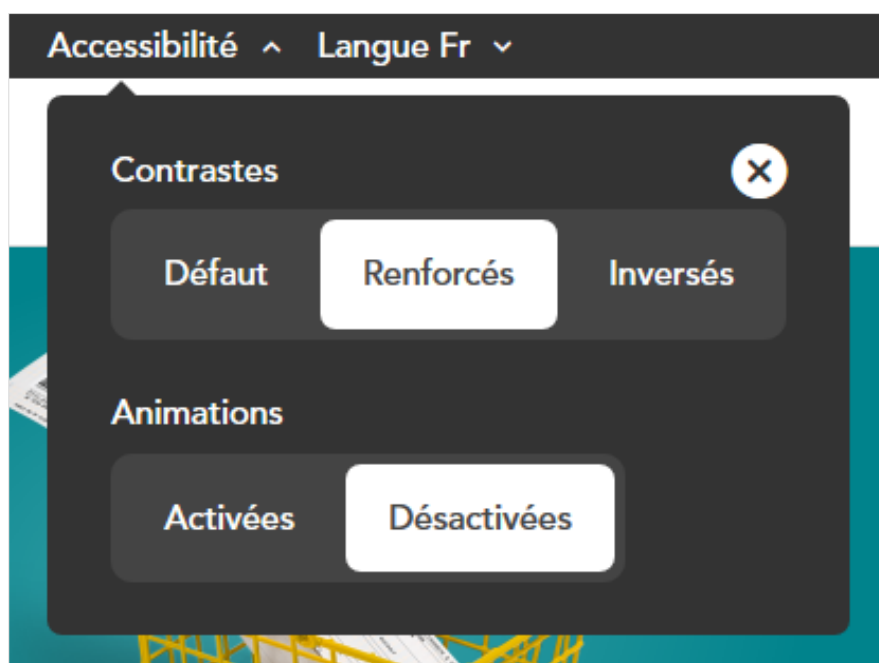 Accessibilité Langue Fr
Contrastes
Défaut Renforcés Inversés
Animations
Activées Désactivées